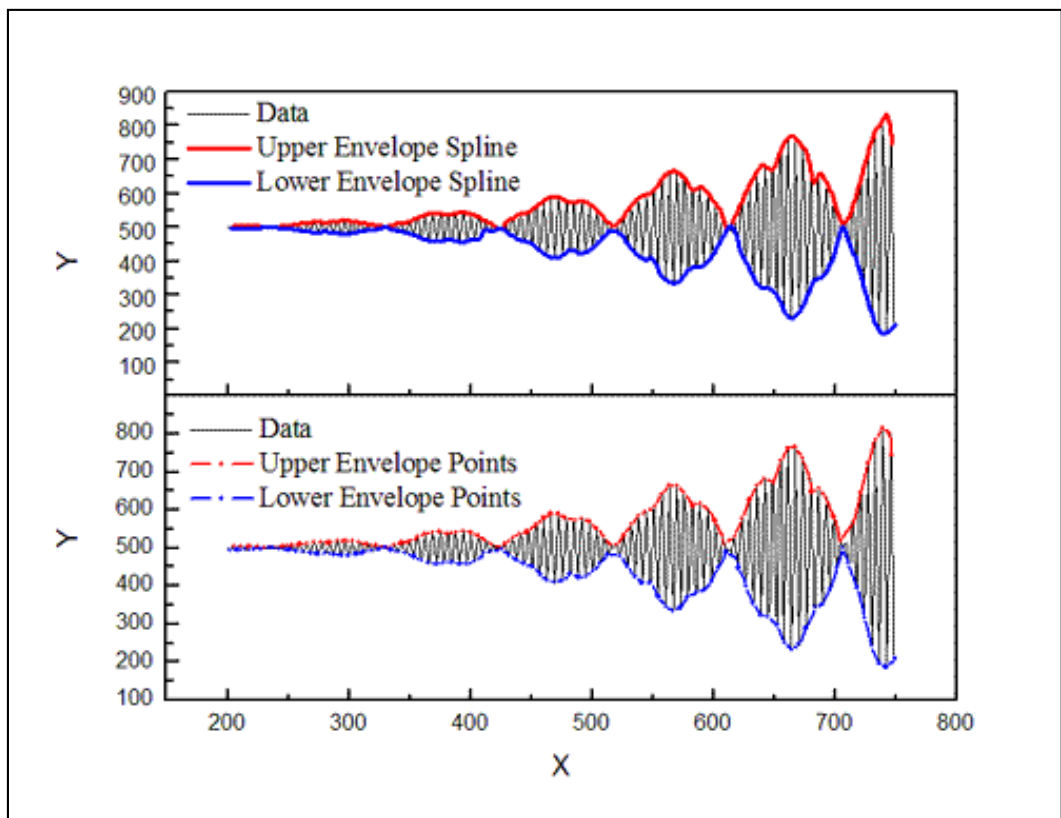 900
800
700
600
500
400
300
200
100
Y
Data
Upper Envelope Spline
Lower Envelope Spline
800
700
600
500
400
300
200
100
Y
Data
Upper Envelope Points
Lower Envelope Points
200 300 400 500 600 700 800
X